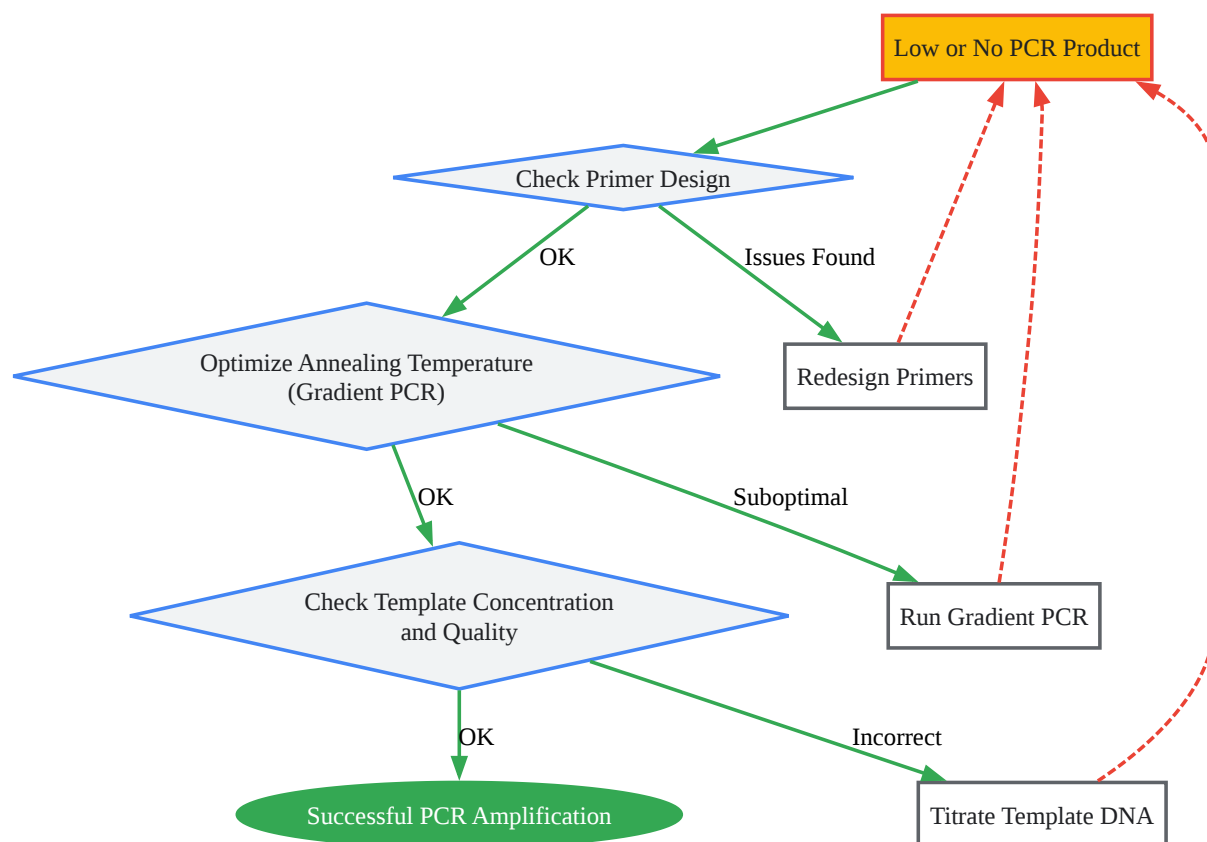 Low or No PCR Product
Check Primer Design
OK
Issues Found
Optimize Annealing Temperature
(Gradient PCR)
Redesign Primers
OK
Suboptimal
Check Template Concentration
and Quality
Run Gradient PCR
OK
Incorrect
Successful PCR Amplification
Titrate Template DNA